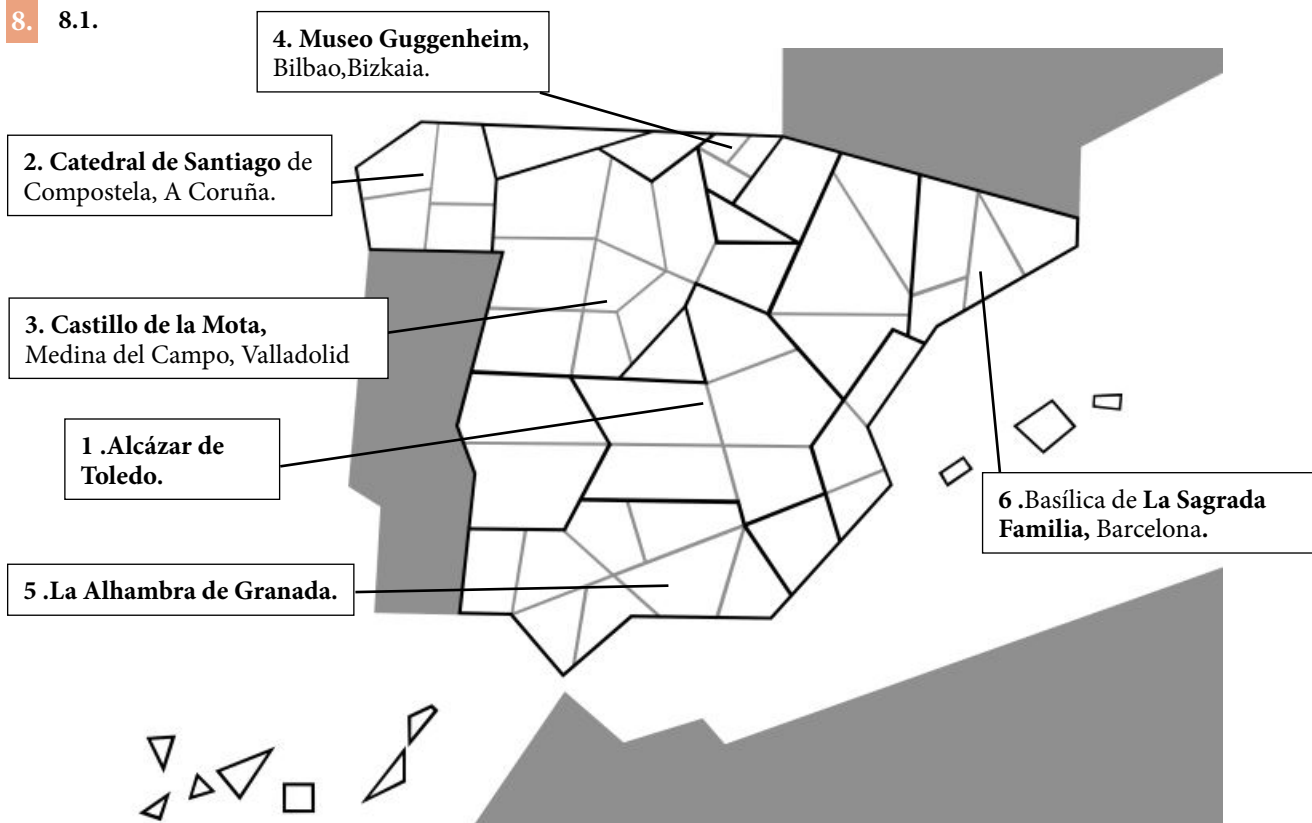 8. 8.1.
4. Museo Guggenheim,
Bilbao,Bizkaia.
2. Catedral de Santiago de
Compostela, A Coruña.
3. Castillo de la Mota,
Medina del Campo, Valladolid
1 .Alcázar de
Toledo.
6 .Basílica de La Sagrada
Familia, Barcelona.
5 .La Alhambra de Granada.